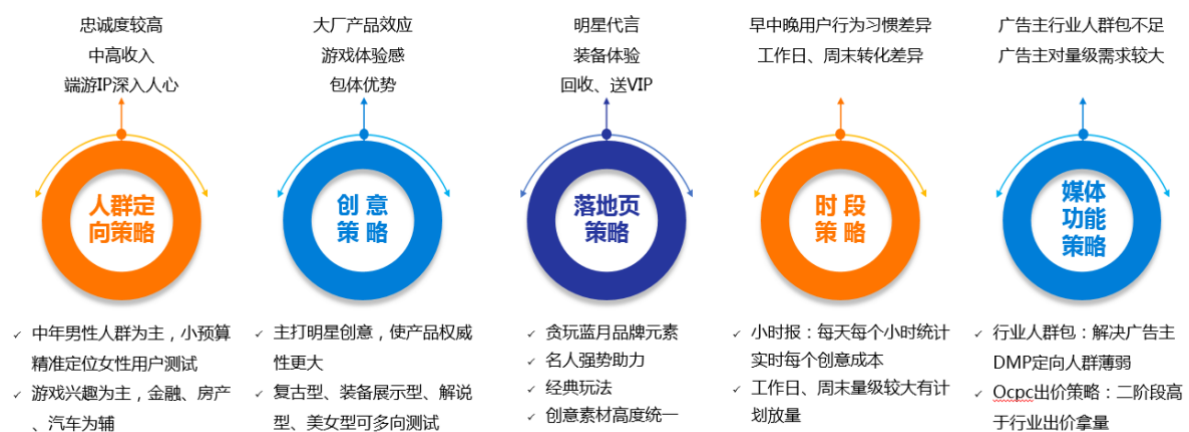 忠诚度较高
中高收入
端游IP深入人心
人群定
向策略
✓ 中年男性人群为主，小预算
精准定位女性用户测试
✓ 游戏兴趣为主，金融、房产
、汽车为辅
大厂产品效应
游戏体验感
包体优势
创 意
策 略
✓ 主打明星创意，使产品权威
性更大
✓ 复古型、装备展示型、解说
型、美女型可多向测试
明星代言
装备体验
回收、送VIP
落地页
策略
✓ 贪玩蓝月品牌元素
✓ 名人强势助力
✓ 经典玩法
✓ 创意素材高度统一
早中晚用户行为习惯差异
工作日、周末转化差异
时 段
策 略
✓ 小时报：每天每个小时统计
实时每个创意成本
✓ 工作日、周末量级较大有计
划放量
广告主行业人群包不足
广告主对量级需求较大
媒体
功能
策略
✓ 行业人群包：解决广告主
DMP定向人群薄弱
✓ Ocpc出价策略：二阶段高
于行业出价拿量